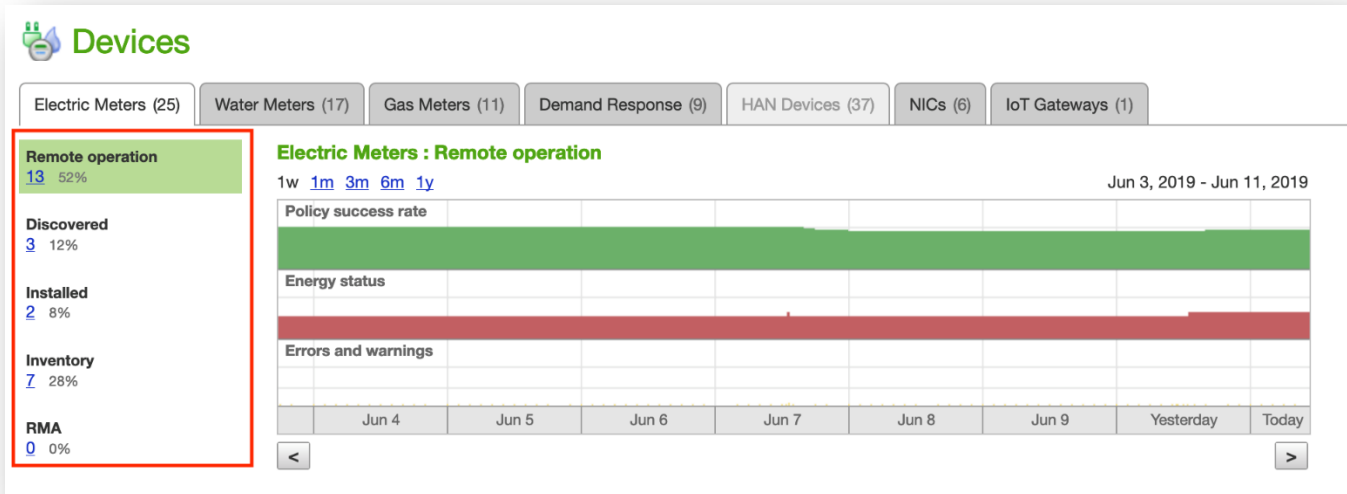 Devices
Electric Meters (25) Water Meters (17) Gas Meters (11) Demand Response (9) HAN Devices (37) NICs (6) IoT Gateways (1)
Remote operation
13 52%
Discovered
3 12%
Installed
2 8%
Inventory
7 28%
RMA
0 0%
Electric Meters : Remote operation
1w 1m 3m 6m 1y Jun 3, 2019 - Jun 11, 2019
Policy success rate
Energy status
Errors and warnings
Jun 4 Jun 5 Jun 6 Jun 7 Jun 8 Jun 9 Yesterday Today
< >